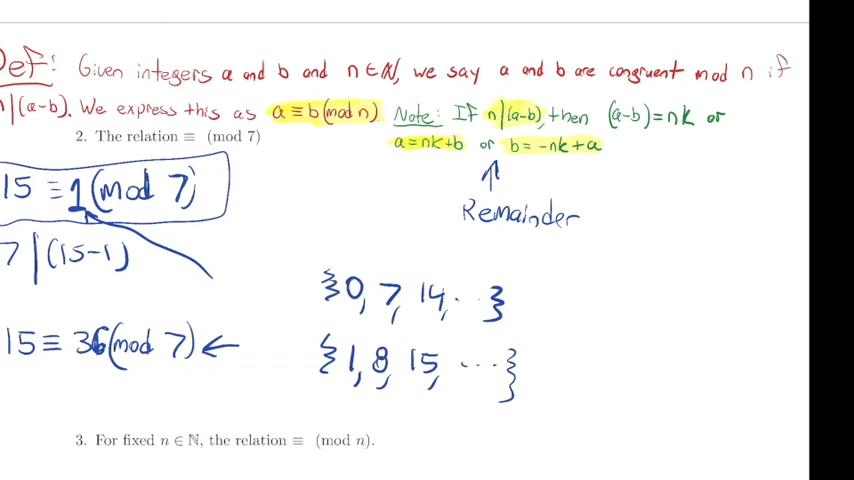 Def: Given integers a and b and n∈ℕ, we say a and b are congruent mod n if
n|(a-b). We express this as a ≡ b (mod n). Note: If n|(a-b), then (a-b)=nk or
a=nk+b or b=-nk+a
2. The relation ≡ (mod 7)
15 ≡ 1 (mod 7)
Remainder
7 | (15-1)
{0, 7, 14, ...}
15 ≡ 36 (mod 7) ←
{1, 8, 15, ...}
3. For fixed n ∈ ℕ, the relation ≡ (mod n).